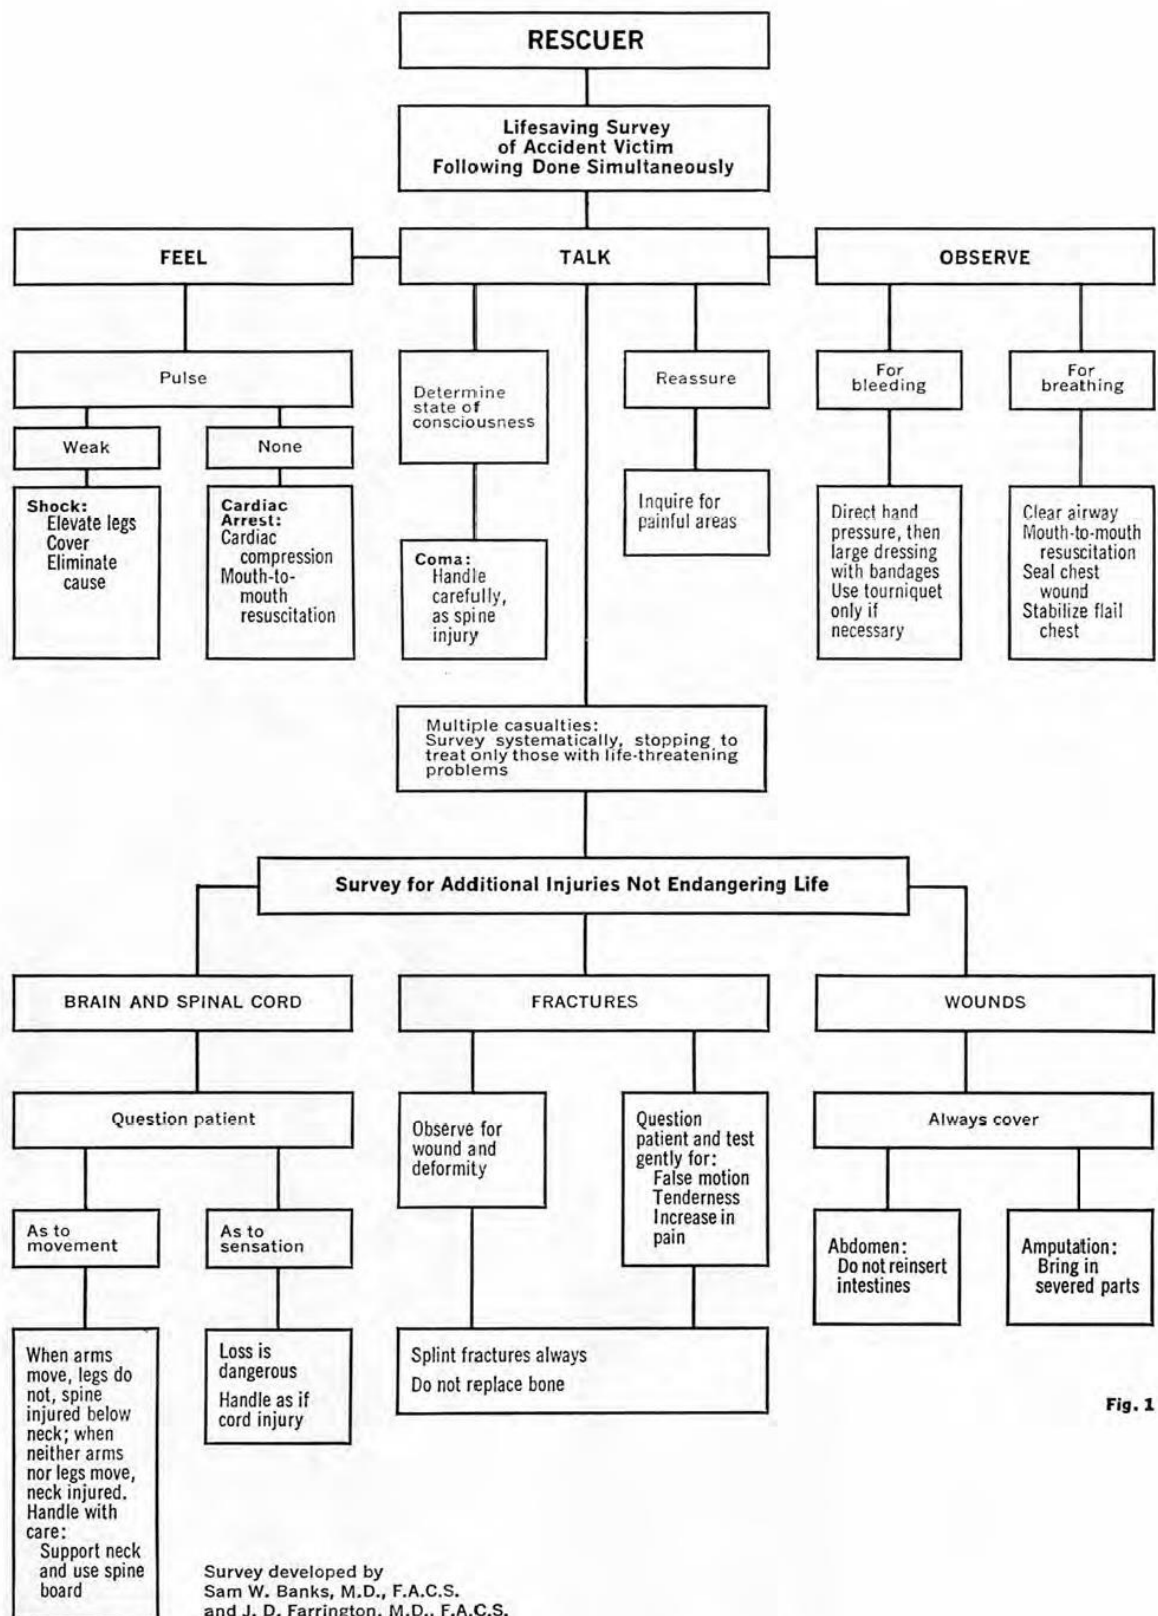 RESCUER
Lifesaving Survey
of Accident Victim
Following Done Simultaneously
FEEL
TALK
OBSERVE
Pulse
Determine
state of
consciousness
Reassure
For
bleeding
For
breathing
Weak
None
Shock:
Elevate legs
Cover
Eliminate
cause
Cardiac
Arrest:
Cardiac
compression
Mouth-to-
mouth
resuscitation
Coma:
Handle
carefully,
as spine
injury
Inquire for
painful areas
Direct hand
pressure, then
large dressing
with bandages
Use tourniquet
only if
necessary
Clear airway
Mouth-to-mouth
resuscitation
Seal chest
wound
Stabilize flail
chest
Multiple casualties:
Survey systematically, stopping to
treat only those with life-threatening
problems
Survey for Additional Injuries Not Endangering Life
BRAIN AND SPINAL CORD
FRACTURES
WOUNDS
Question patient
Observe for
wound and
deformity
Question
patient and test
gently for:
False motion
Tenderness
Increase in
pain
Always cover
As to
movement
As to
sensation
Abdomen:
Do not reinsert
intestines
Amputation:
Bring in
severed parts
When arms
move, legs do
not, spine
injured below
neck; when
neither arms
nor legs move,
neck injured.
Handle with
care:
Support neck
and use spine
board
Loss is
dangerous
Handle as if
cord injury
Splint fractures always
Do not replace bone
Fig. 1
Survey developed by
Sam W. Banks, M.D., F.A.C.S.
and J. D. Farrington, M.D., F.A.C.S.